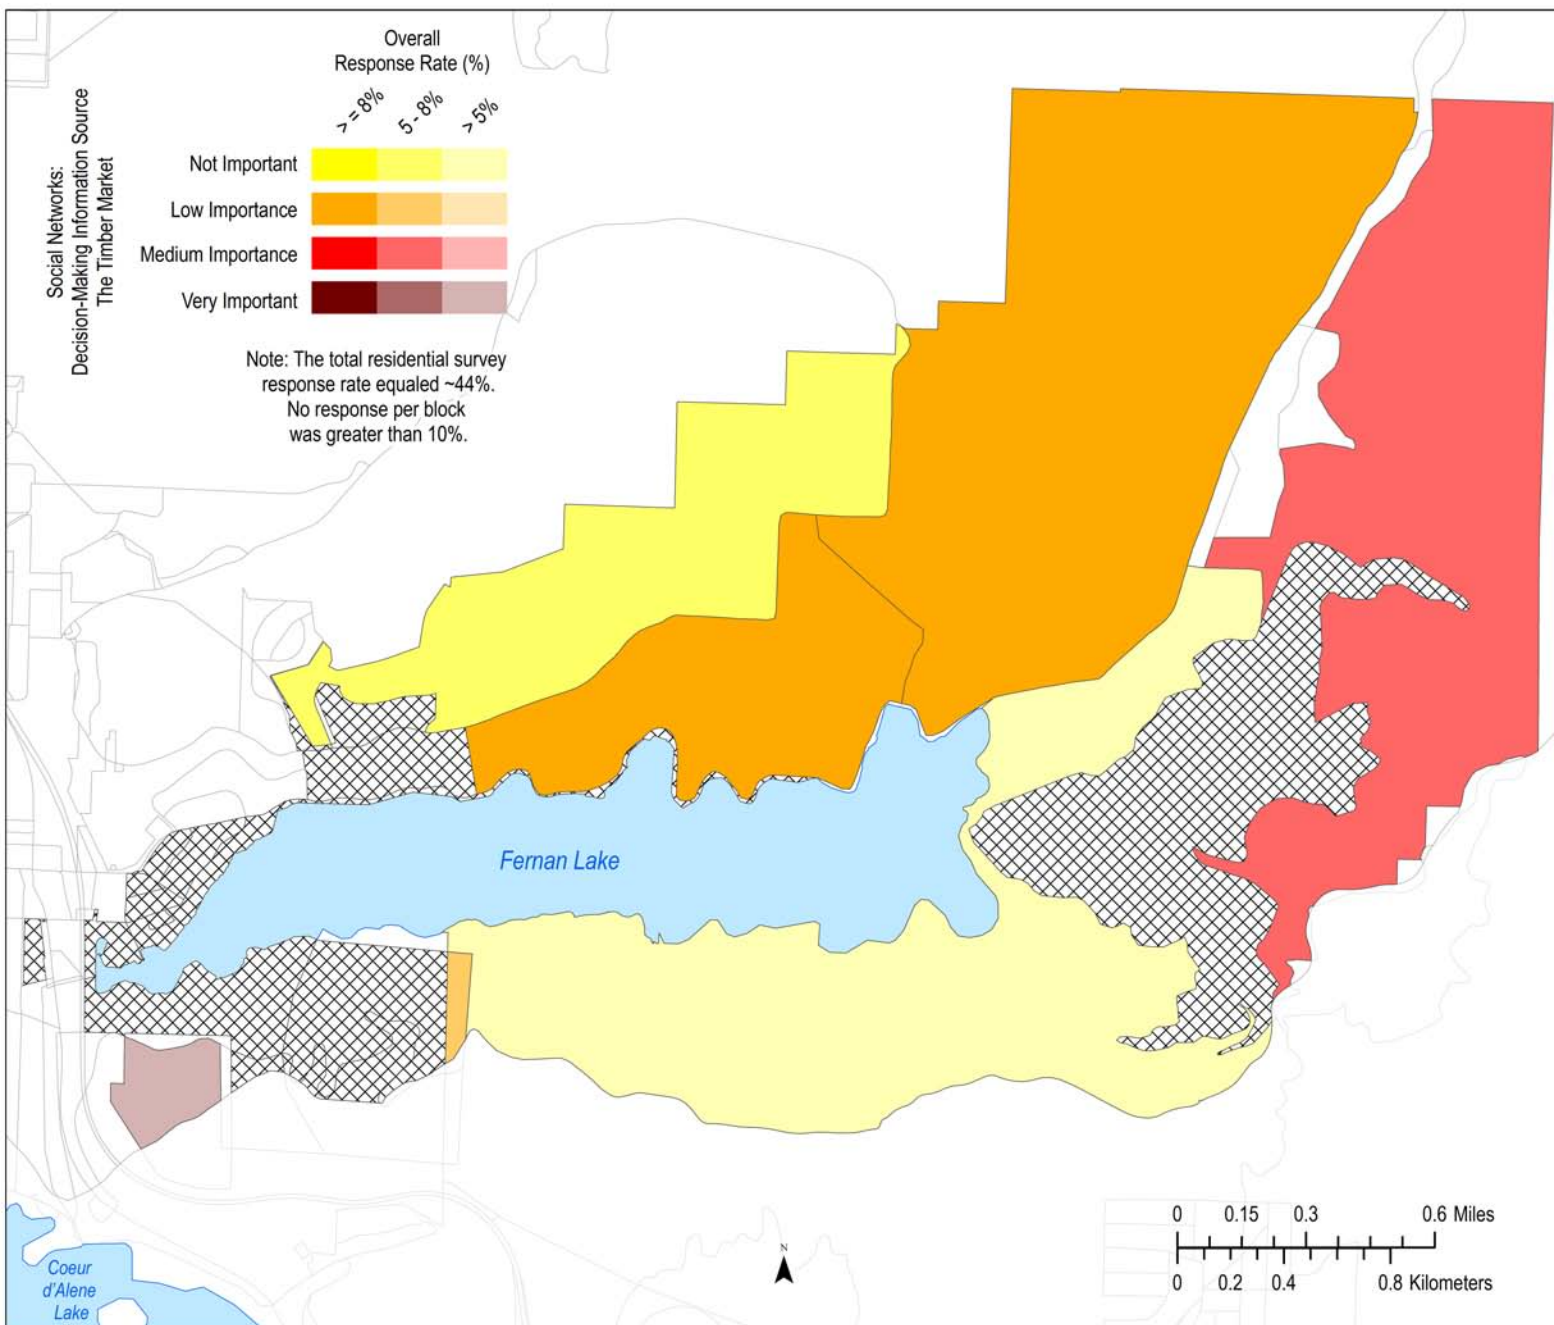 Overall
Response Rate (%)
> = 8%
5 - 8%
> 5%
Social Networks:
Decision-Making Information Source
The Timber Market
Not Important
Low Importance
Medium Importance
Very Important
Note: The total residential survey
response rate equaled ~44%.
No response per block
was greater than 10%.
Fernan Lake
Coeur
d'Alene
Lake
N
0 0.15 0.3 0.6 Miles
0 0.2 0.4 0.8 Kilometers